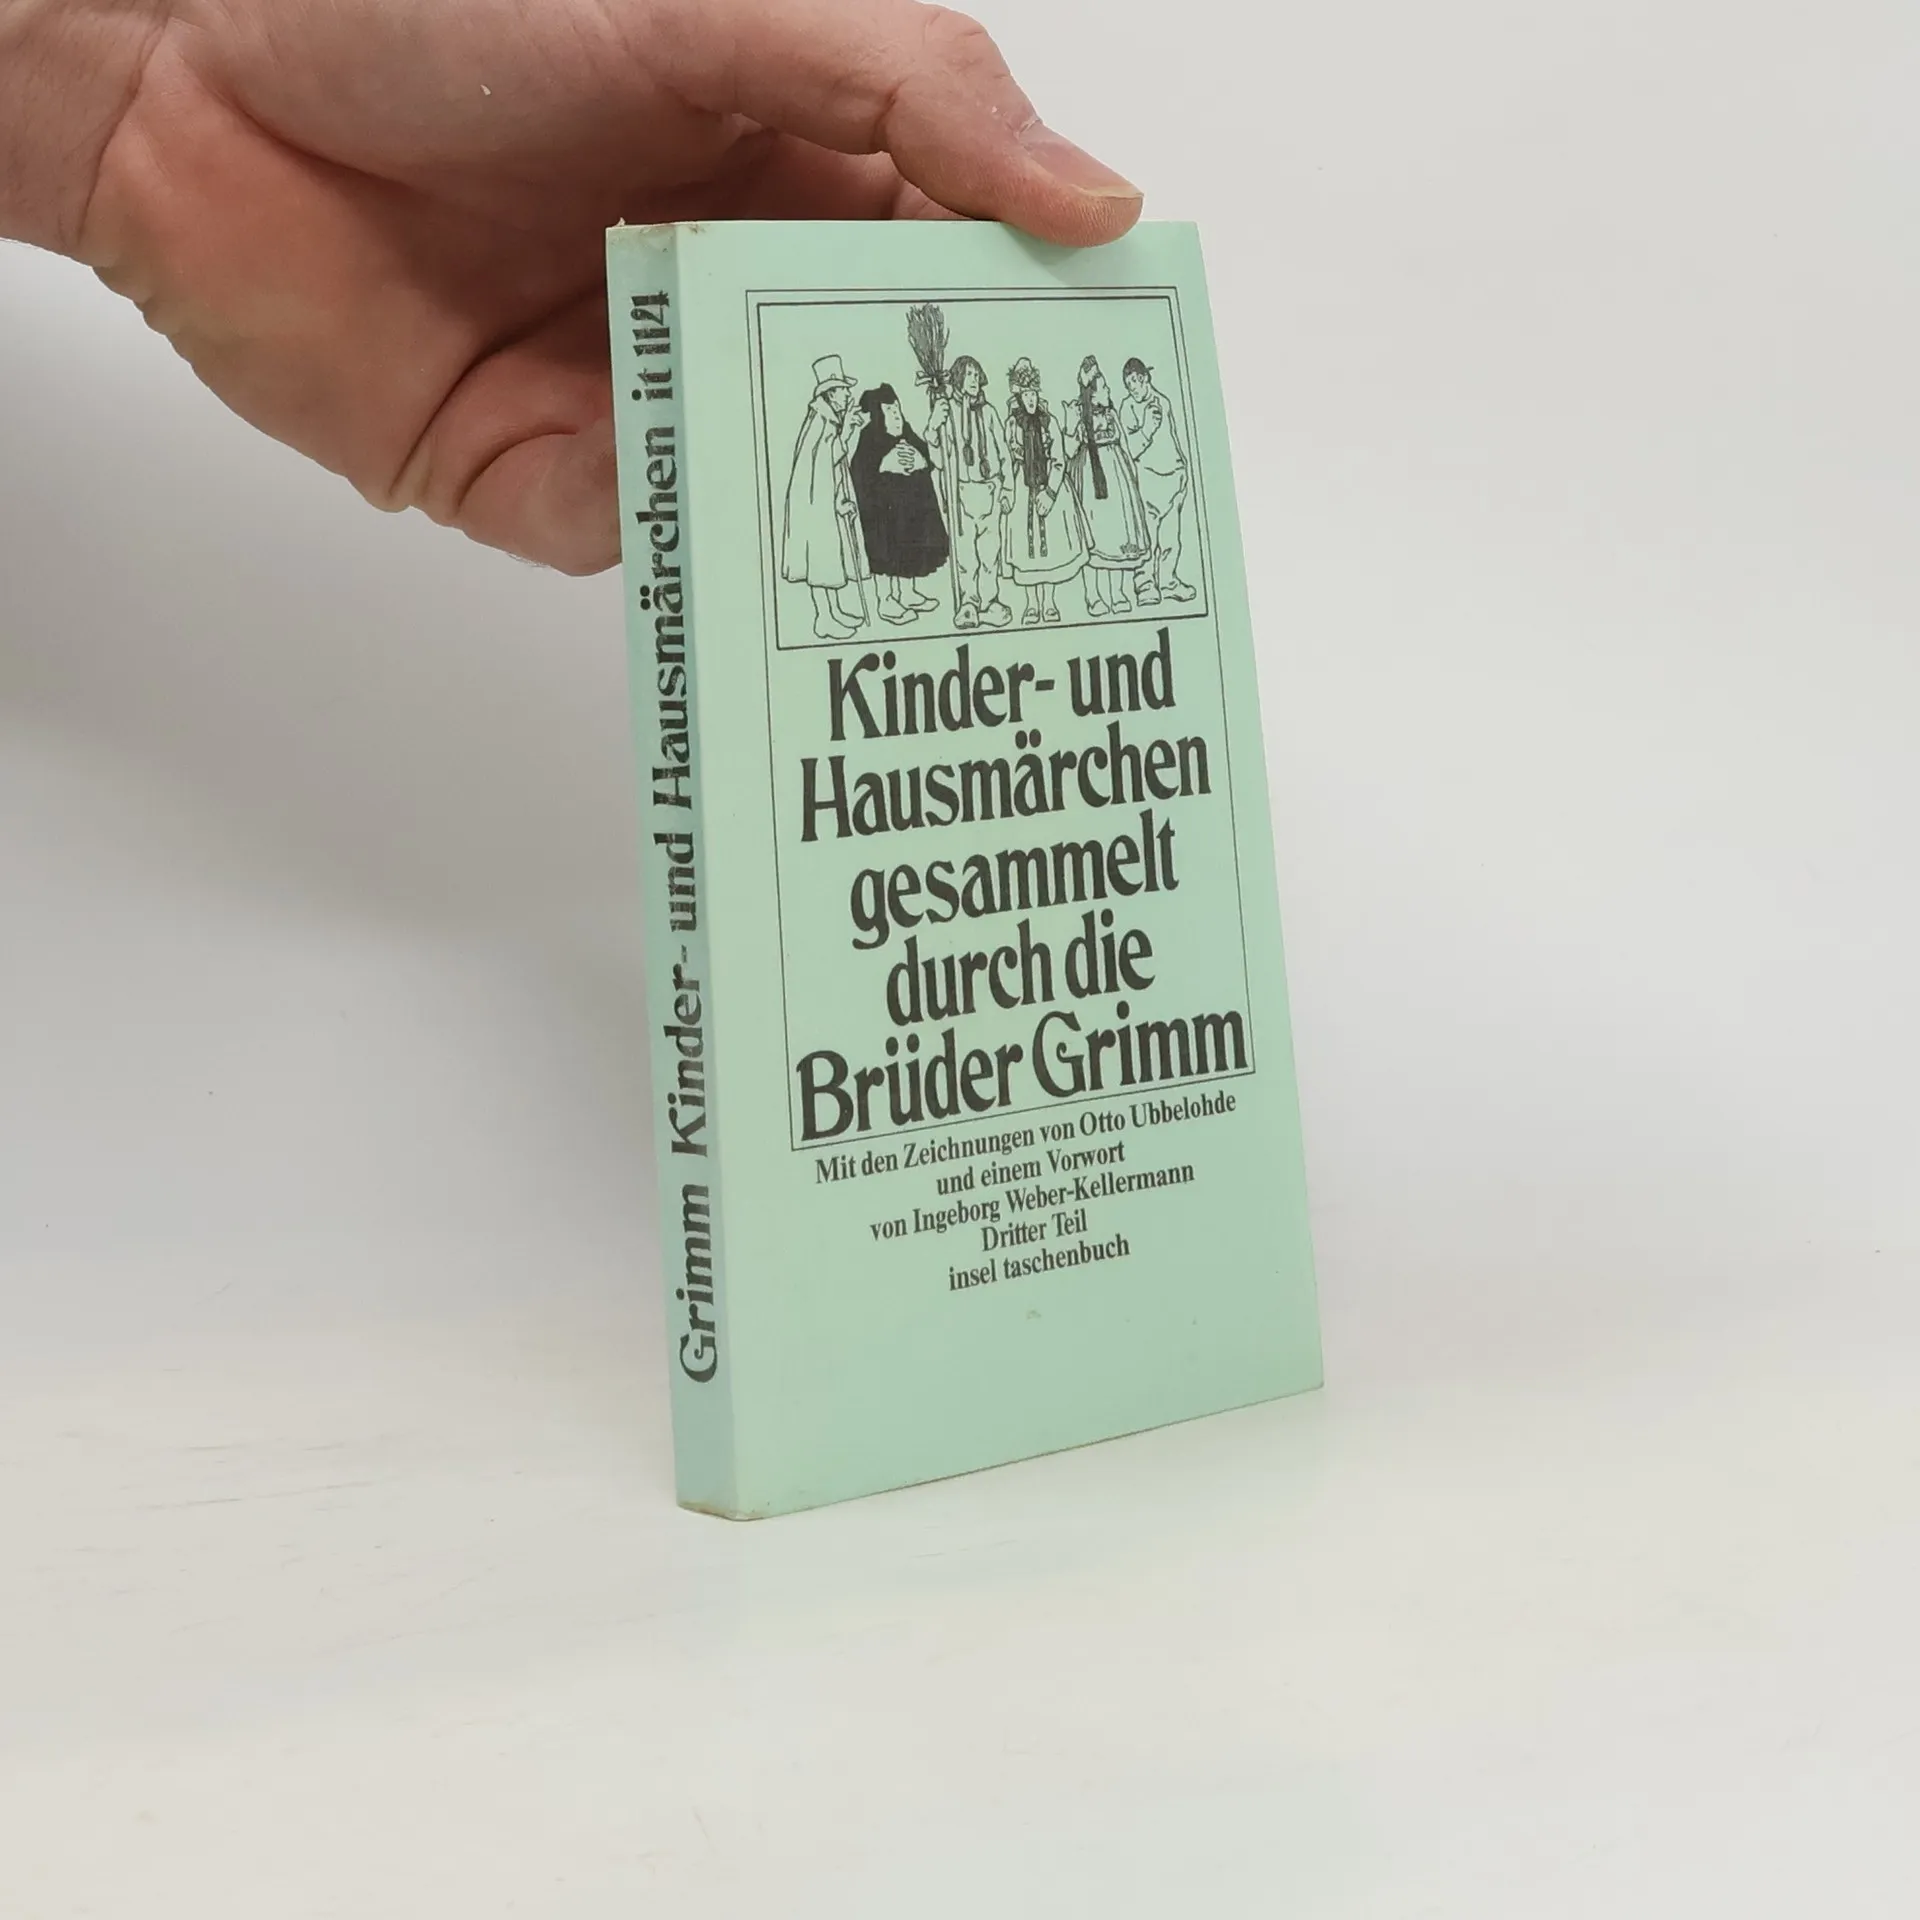 Grimm Kinder- und Hausmärchen it 114
Kinder- und
Hausmärchen
gesammelt
durch die
Brüder Grimm
Mit den Zeichnungen von Otto Ubbelohde
und einem Vorwort
von Ingeborg Weber-Kellermann
Dritter Teil
insel taschenbuch